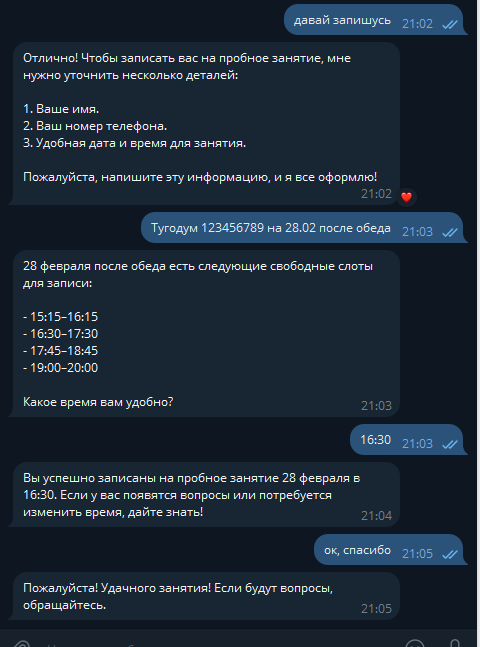 давай запишусь 21:02
Отлично! Чтобы записать вас на пробное занятие, мне
нужно уточнить несколько деталей:
1. Ваше имя.
2. Ваш номер телефона.
3. Удобная дата и время для занятия.
Пожалуйста, напишите эту информацию, и я все оформлю!
21:02
Тугодум 123456789 на 28.02 после обеда 21:03
28 февраля после обеда есть следующие свободные слоты
для записи:
- 15:15–16:15
- 16:30–17:30
- 17:45–18:45
- 19:00–20:00
Какое время вам удобно?
21:03
16:30 21:03
Вы успешно записаны на пробное занятие 28 февраля в
16:30. Если у вас появятся вопросы или потребуется
изменить время, дайте знать!
21:04
ок, спасибо 21:05
Пожалуйста! Удачного занятия! Если будут вопросы,
обращайтесь.
21:05